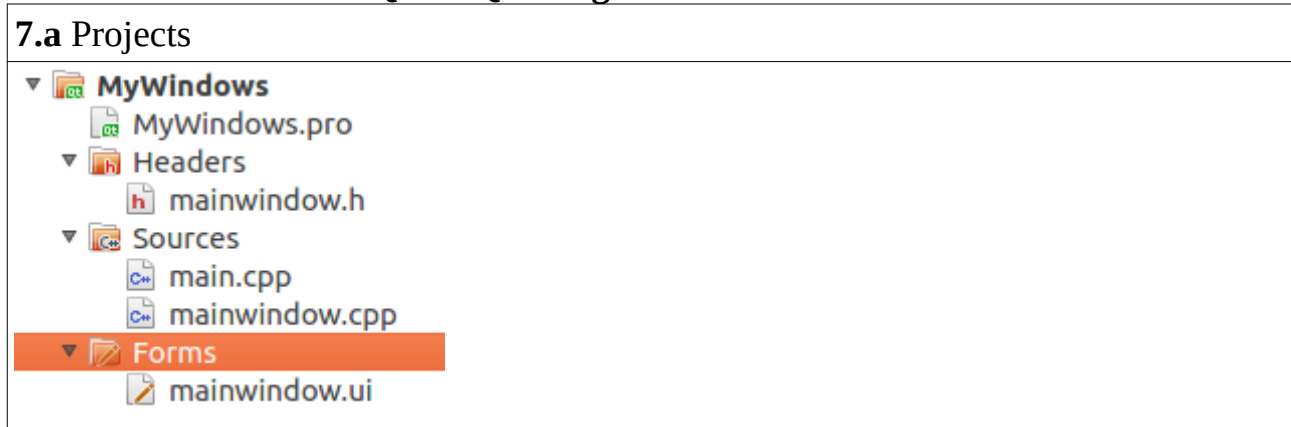 7.a Projects
MyWindows
MyWindows.pro
Headers
mainwindow.h
Sources
main.cpp
mainwindow.cpp
Forms
mainwindow.ui